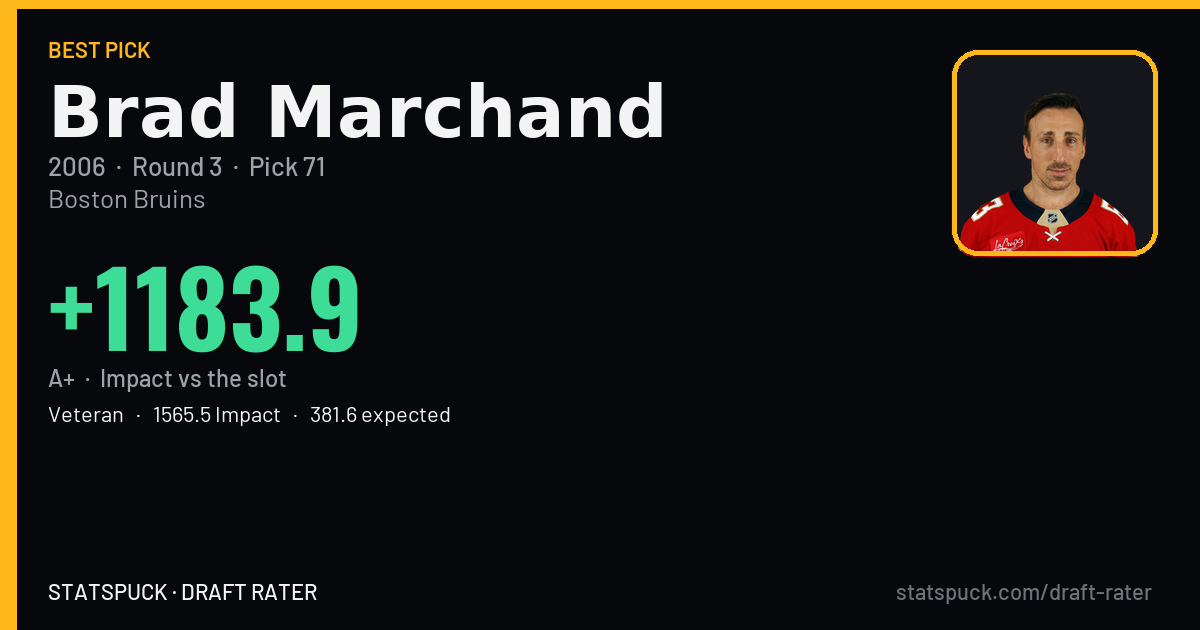 BEST PICK
Brad Marchand
2006 · Round 3 · Pick 71
Boston Bruins
+1183.9
A+ · Impact vs the slot
Veteran · 1565.5 Impact · 381.6 expected
STATSPUCK · DRAFT RATER
statspuck.com/draft-rater